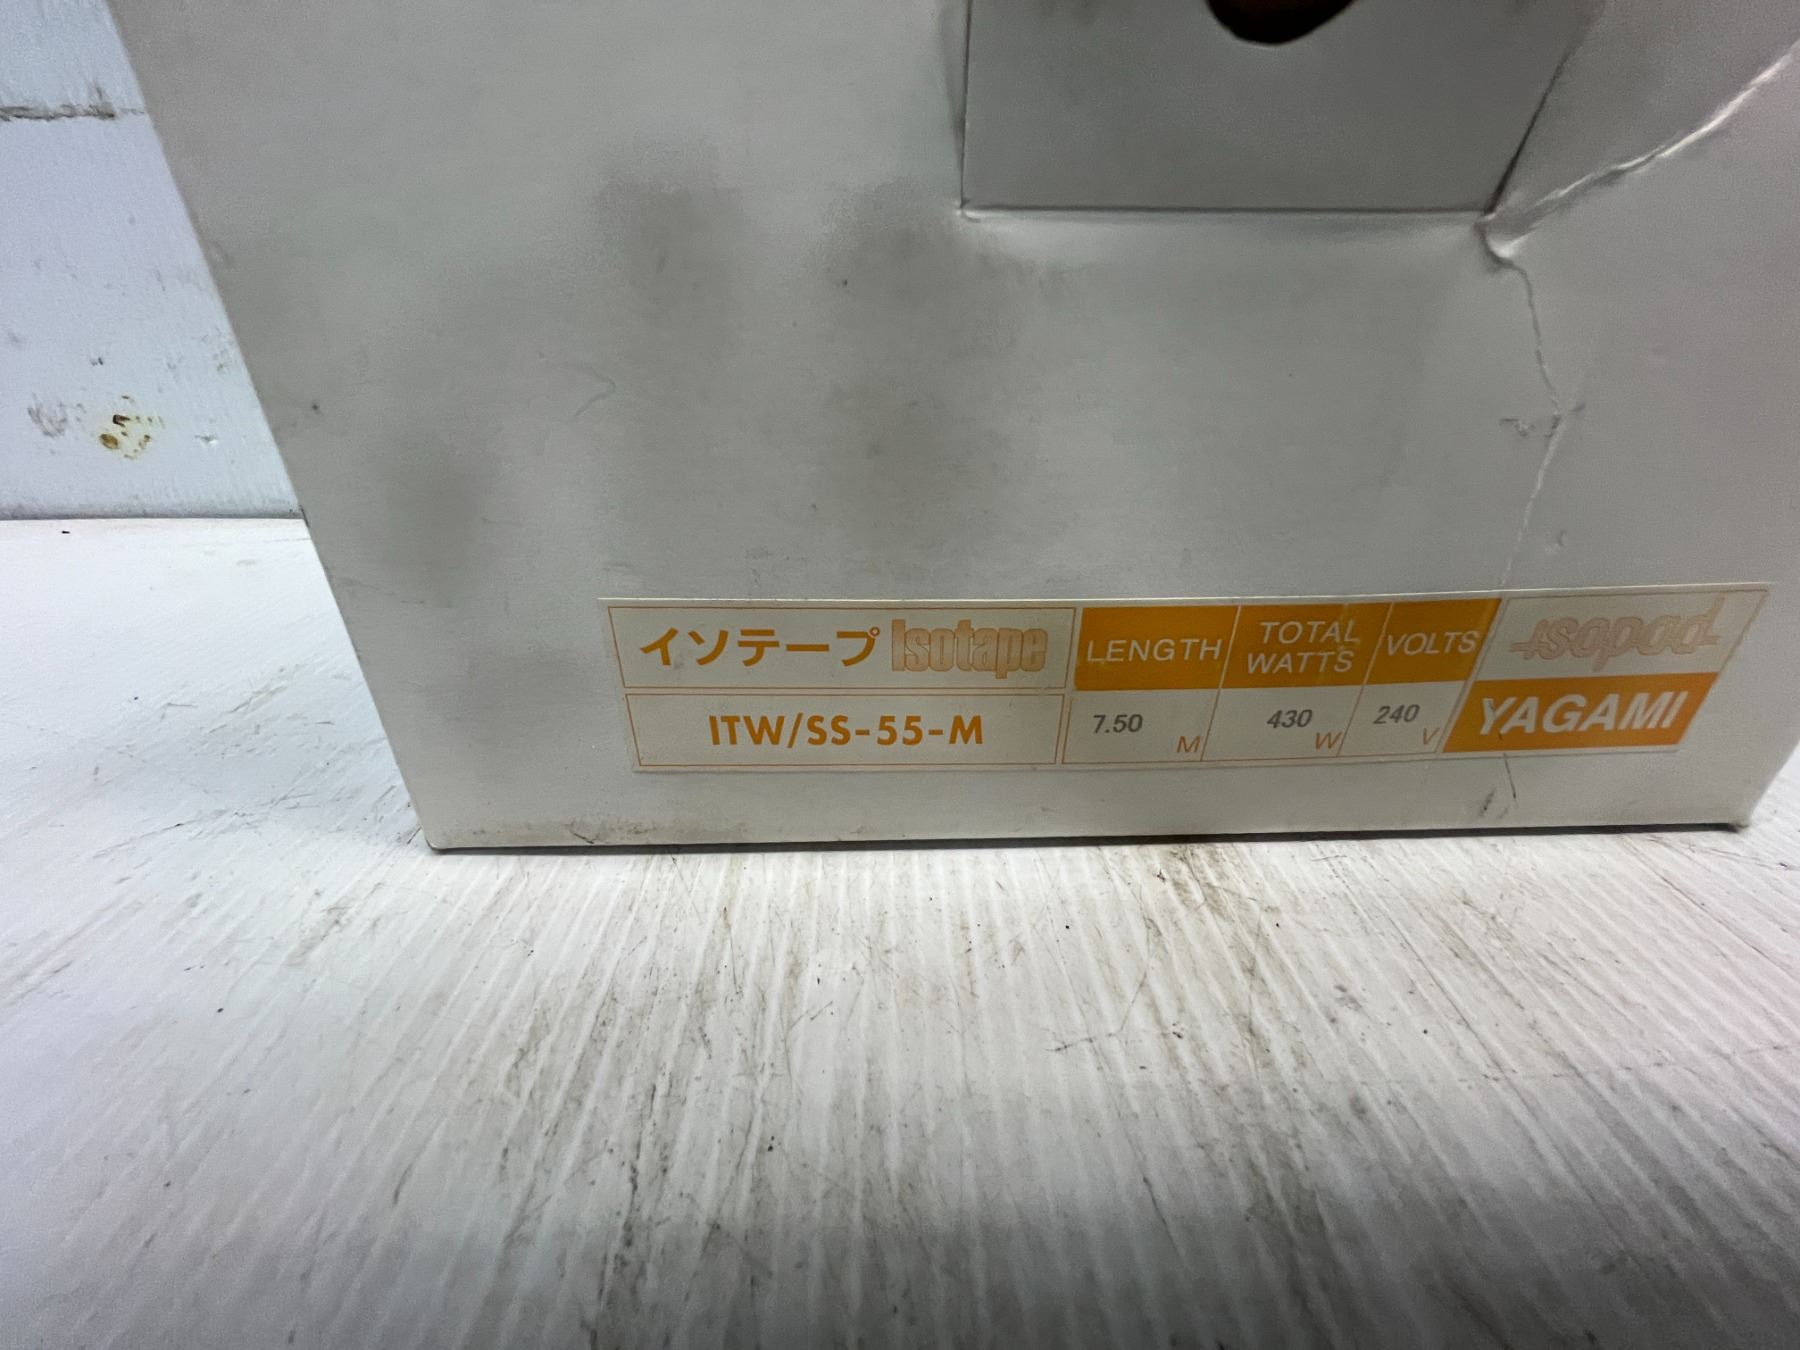 イソテープ Isotape
LENGTH
TOTAL
WATTS
VOLTS
isopad
ITW/SS-55-M
7.50 M
430 W
240 V
YAGAMI